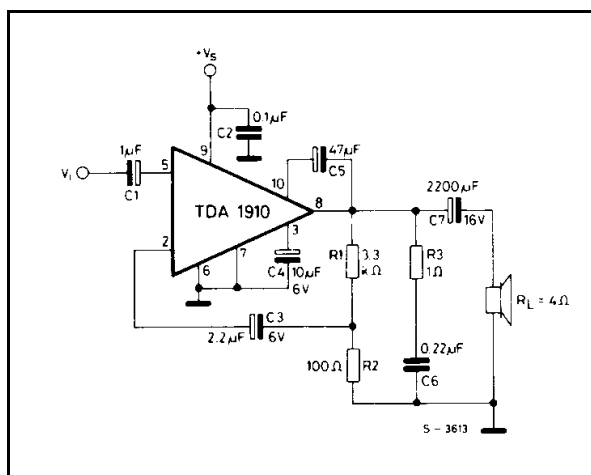 +Vs
0.1µF
C2
1µF
47µF
C5
9
10
2200µF
Vi
5
C1
TDA 1910
8
C7
16V
3
2
6
7
R1
3.3
kΩ
R3
1Ω
C4
10µF
6V
RL = 4Ω
C3
2.2µF
6V
0.22µF
100Ω
R2
C6
S - 3613